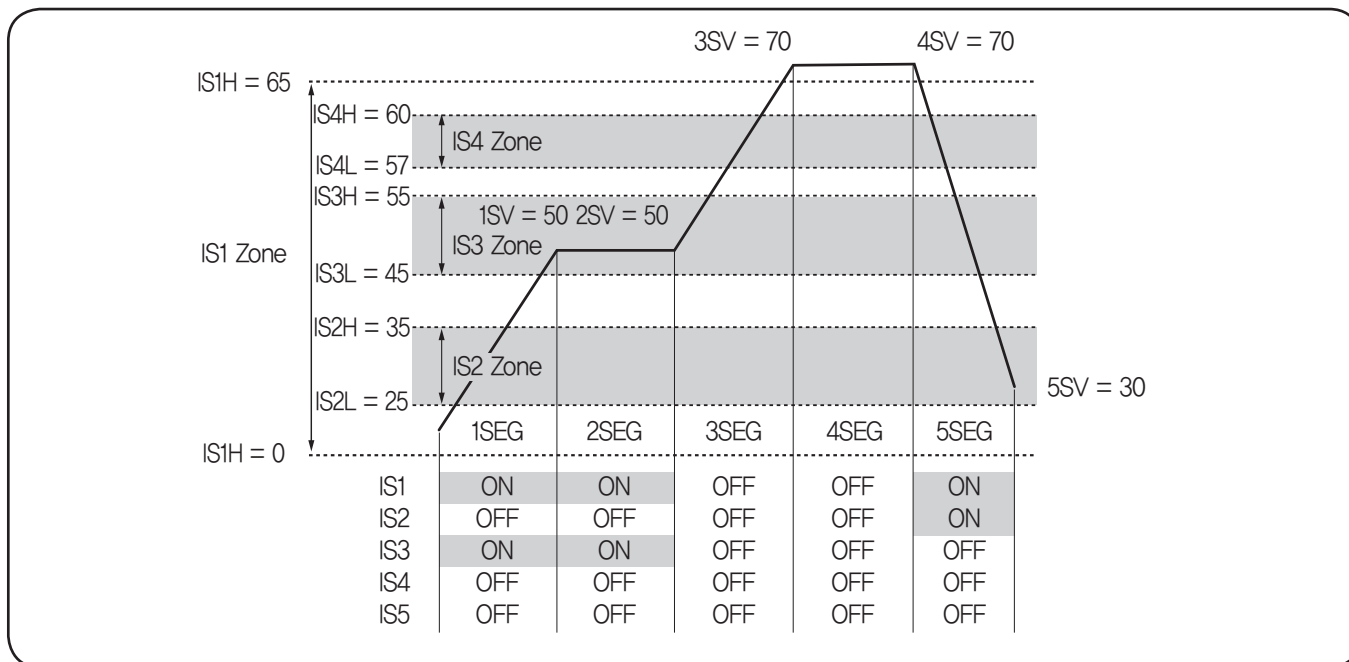 3SV = 70 4SV = 70
IS1H = 65
IS4H = 60
IS4 Zone
IS4L = 57
IS3H = 55
1SV = 50 2SV = 50
IS1 Zone
IS3 Zone
IS3L = 45
IS2H = 35
IS2 Zone
5SV = 30
IS2L = 25
1SEG 2SEG 3SEG 4SEG 5SEG
IS1H = 0
IS1 ON ON OFF OFF ON
IS2 OFF OFF OFF OFF ON
IS3 ON ON OFF OFF OFF
IS4 OFF OFF OFF OFF OFF
IS5 OFF OFF OFF OFF OFF